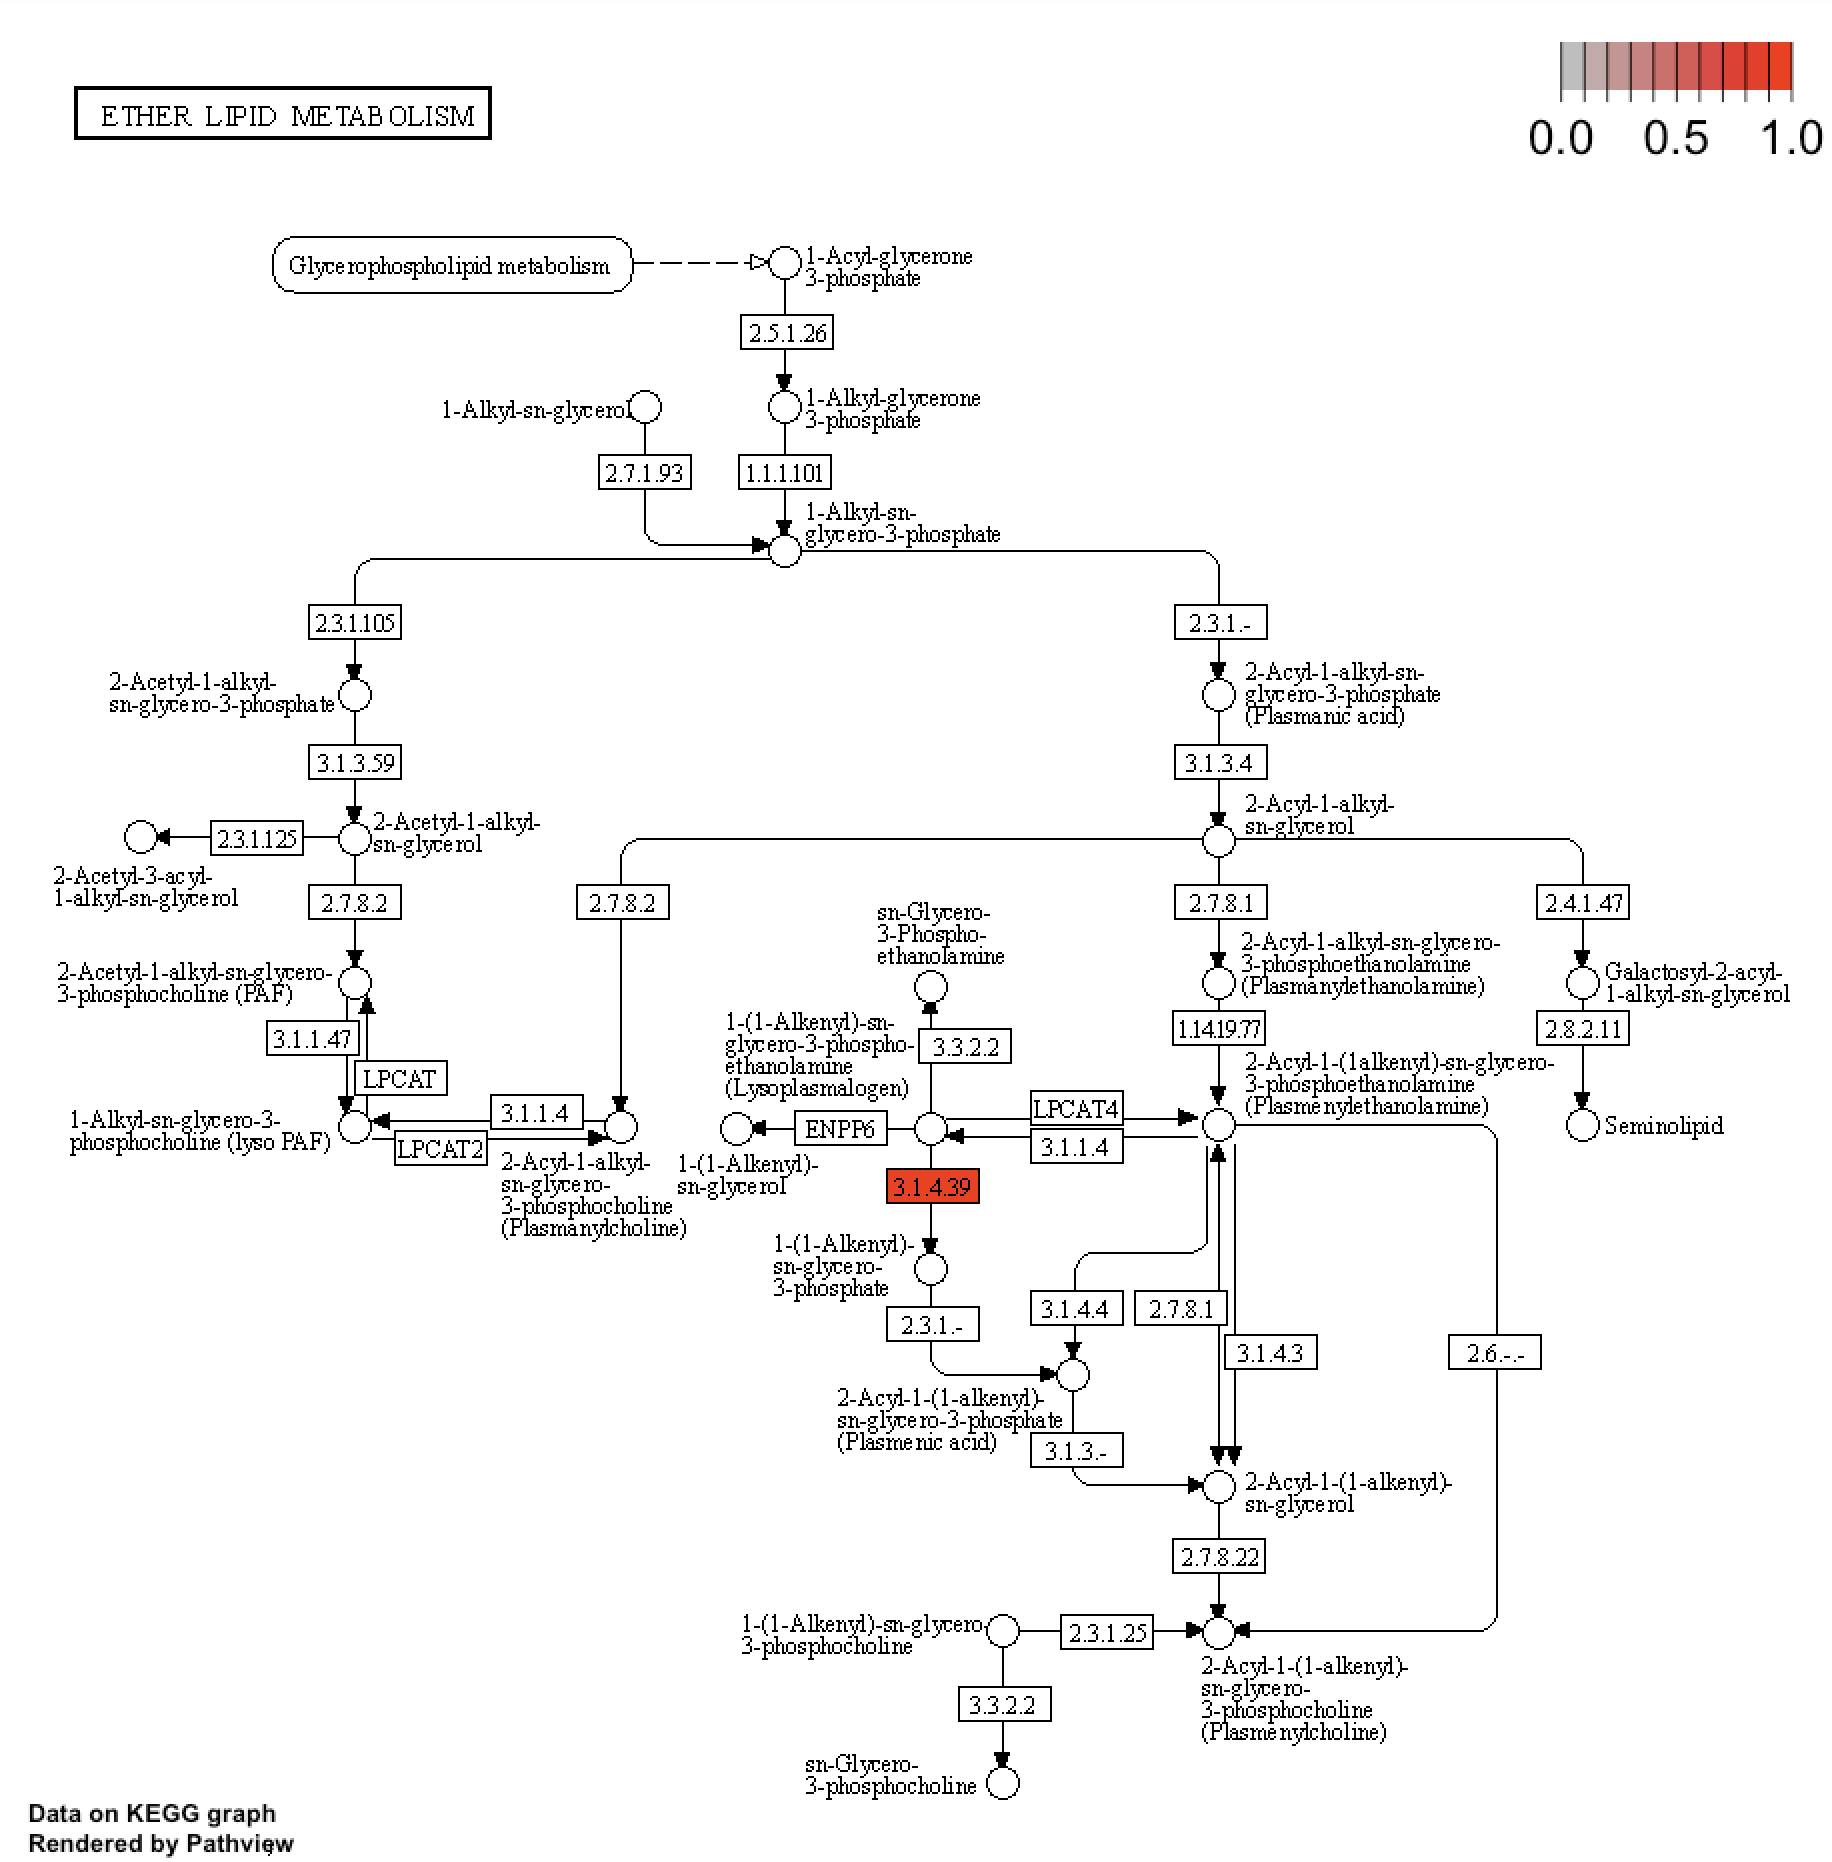 ETHER LIPID METABOLISM
0.0 0.5 1.0
Glycerophospholipid metabolism
1-Acyl-glycerone
3-phosphate
2.5.1.26
1-Alkyl-sn-glycerol
1-Alkyl-glycerone
3-phosphate
2.7.1.93
1.1.1.101
1-Alkyl-sn-
glycero-3-phosphate
2.3.1.105
2.3.1.-
2-Acetyl-1-alkyl-
sn-glycero-3-phosphate
2-Acyl-1-alkyl-sn-
glycero-3-phosphate
(Plasmanic acid)
3.1.3.59
3.1.3.4
2-Acyl-1-alkyl-
sn-glycerol
2.3.1.125
2-Acetyl-1-alkyl-
sn-glycerol
2-Acetyl-3-acyl-
1-alkyl-sn-glycerol
2.7.8.2
2.7.8.2
2.7.8.1
2.4.1.47
sn-Glycero-
3-Phospho-
ethanolamine
2-Acyl-1-alkyl-sn-glycero-
3-phosphoethanolamine
(Plasmanylethanolamine)
2-Acetyl-1-alkyl-sn-glycero-
3-phosphocholine (PAF)
Galactosyl-2-acyl-
1-alkyl-sn-glycerol
3.1.1.47
1-(1-Alkenyl)-sn-
glycero-3-phospho-
ethanolamine
(Lysoplasmalogen)
3.3.2.2
1.14.19.77
2.8.2.11
LPCAT
2-Acyl-1-(1alkenyl)-sn-glycero-
3-phosphoethanolamine
(Plasmenylethanolamine)
1-Alkyl-sn-glycero-3-
phosphocholine (lyso PAF)
3.1.1.4
LPCAT2
ENPP6
LPCAT4
3.1.1.4
Seminolipid
2-Acyl-1-alkyl-
sn-glycero-
3-phosphocholine
(Plasmanylcholine)
1-(1-Alkenyl)-
sn-glycerol
3.1.4.39
1-(1-Alkenyl)-
sn-glycero-
3-phosphate
2.3.1.-
3.1.4.4
2.7.8.1
3.1.4.3
2.6.-.-
2-Acyl-1-(1-alkenyl)-
sn-glycero-3-phosphate
(Plasmenic acid)
3.1.3.-
2-Acyl-1-(1-alkenyl)-
sn-glycerol
2.7.8.22
1-(1-Alkenyl)-sn-glycero-
3-phosphocholine
2.3.1.25
2-Acyl-1-(1-alkenyl)-
sn-glycero-
3-phosphocholine
(Plasmenylcholine)
3.3.2.2
sn-Glycero-
3-phosphocholine
Data on KEGG graph
Rendered by Pathview